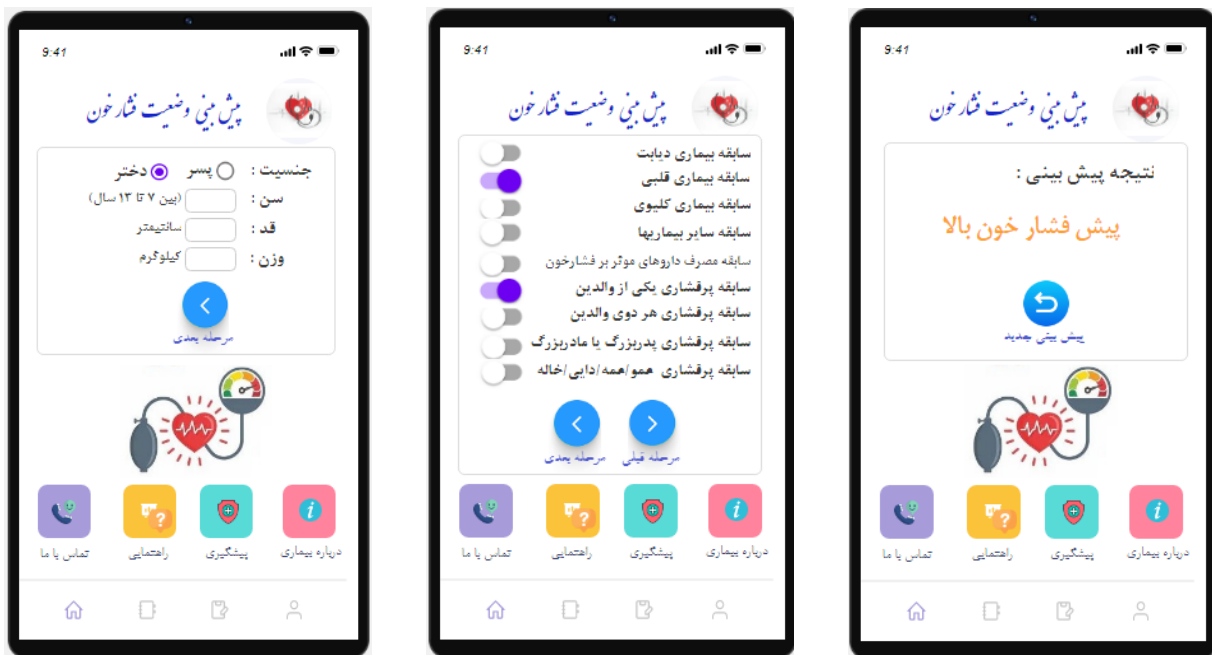 9:41
پیش بینی وضعیت فشار خون
جنسیت : پسر دختر
سن : (بین ۷ تا ۱۳ سال)
قد : سانتیمتر
وزن : کیلوگرم
مرحله بعدی
درباره بیماری
پیشگیری
راهنمایی
تماس با ما
9:41
پیش بینی وضعیت فشار خون
سابقه بیماری دیابت
سابقه بیماری قلبی
سابقه بیماری کلیوی
سابقه سایر بیماریها
سابقه مصرف داروهای موثر بر فشارخون
سابقه پرفشاری یکی از والدین
سابقه پرفشاری هر دوی والدین
سابقه پرفشاری پدربزرگ یا مادربزرگ
سابقه پرفشاری عمو/عمه/دایی/خاله
مرحله قبلی مرحله بعدی
درباره بیماری
پیشگیری
راهنمایی
تماس با ما
9:41
پیش بینی وضعیت فشار خون
نتیجه پیش بینی :
پیش فشار خون بالا
پیش بینی جدید
درباره بیماری
پیشگیری
راهنمایی
تماس با ما